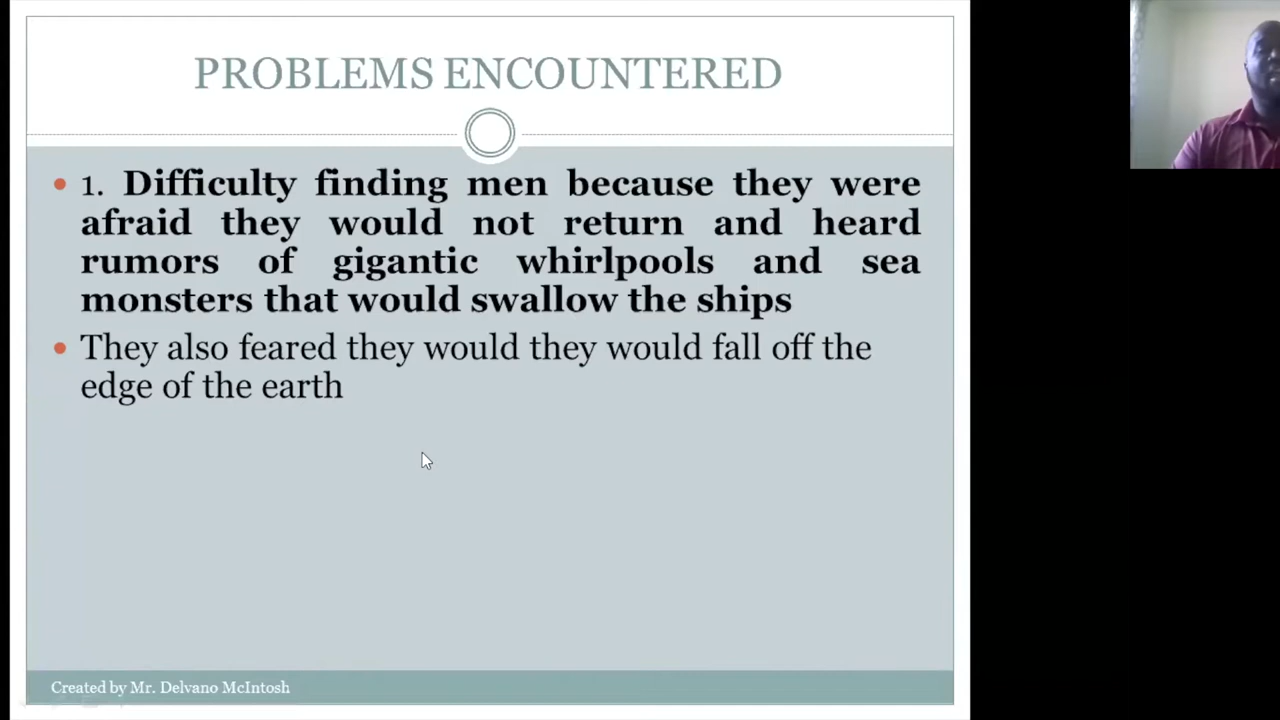 PROBLEMS ENCOUNTERED
1. Difficulty finding men because they were
afraid they would not return and heard
rumors of gigantic whirlpools and sea
monsters that would swallow the ships
They also feared they would they would fall off the
edge of the earth
Created by Mr. Delvano McIntosh